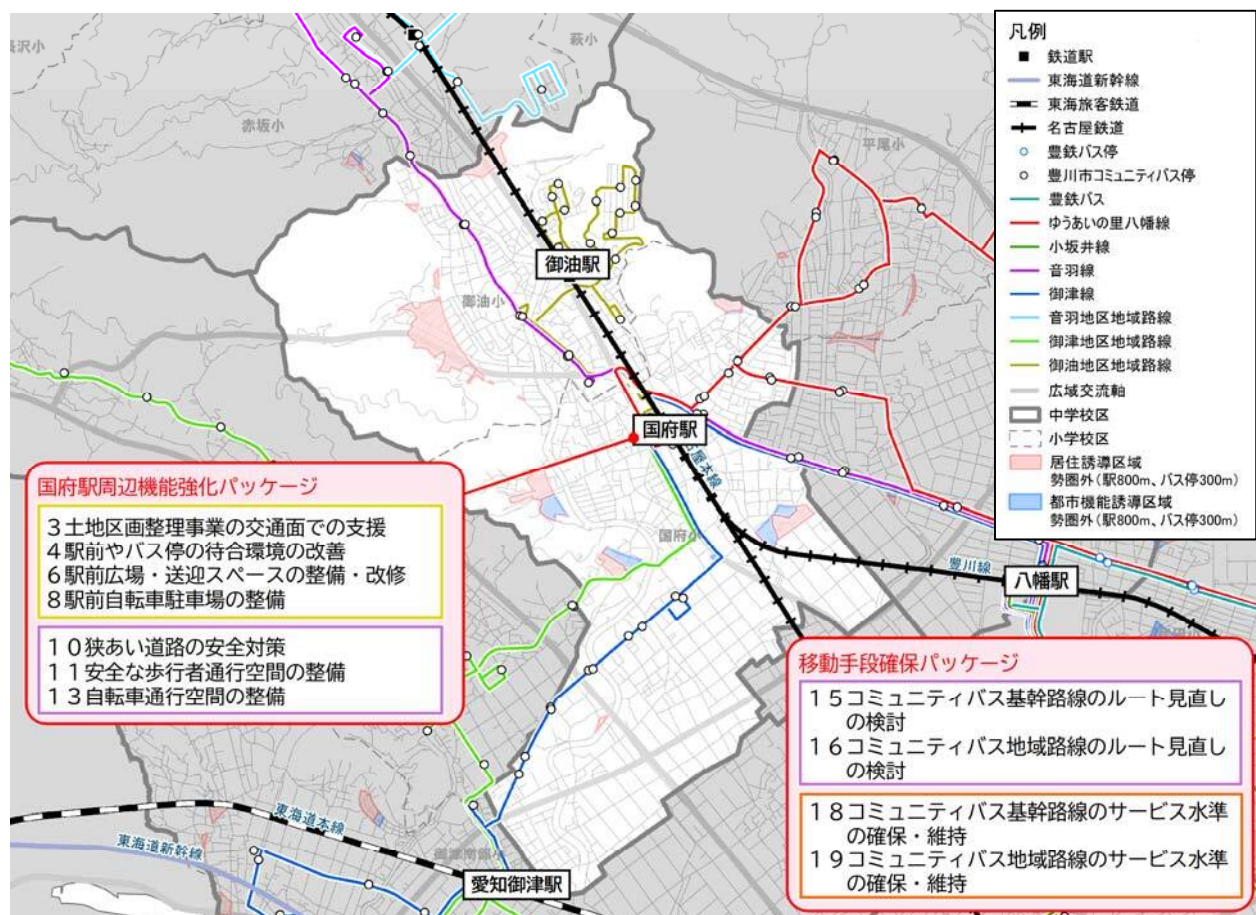 長沢小
萩小
赤坂小
平尾小
御油駅
御油小
国府駅
名古屋本線
国府小
豊川線
八幡駅
東海道本線
東海道新幹線
御津南部小
愛知御津駅
凡例
鉄道駅
東海道新幹線
東海旅客鉄道
名古屋鉄道
豊鉄バス停
豊川市コミュニティバス停
豊鉄バス
ゆうあいの里八幡線
小坂井線
音羽線
御津線
音羽地区地域路線
御津地区地域路線
御油地区地域路線
広域交流軸
中学校区
小学校区
居住誘導区域
勢圏外(駅800m、バス停300m)
都市機能誘導区域
勢圏外(駅800m、バス停300m)
国府駅周辺機能強化パッケージ
3土地区画整理事業の交通面での支援
4駅前やバス停の待合環境の改善
6駅前広場・送迎スペースの整備・改修
8駅前自転車駐車場の整備
10狭あい道路の安全対策
11安全な歩行者通行空間の整備
13自転車通行空間の整備
移動手段確保パッケージ
15コミュニティバス基幹路線のルート見直し
の検討
16コミュニティバス地域路線のルート見直し
の検討
18コミュニティバス基幹路線のサービス水準
の確保・維持
19コミュニティバス地域路線のサービス水準
の確保・維持